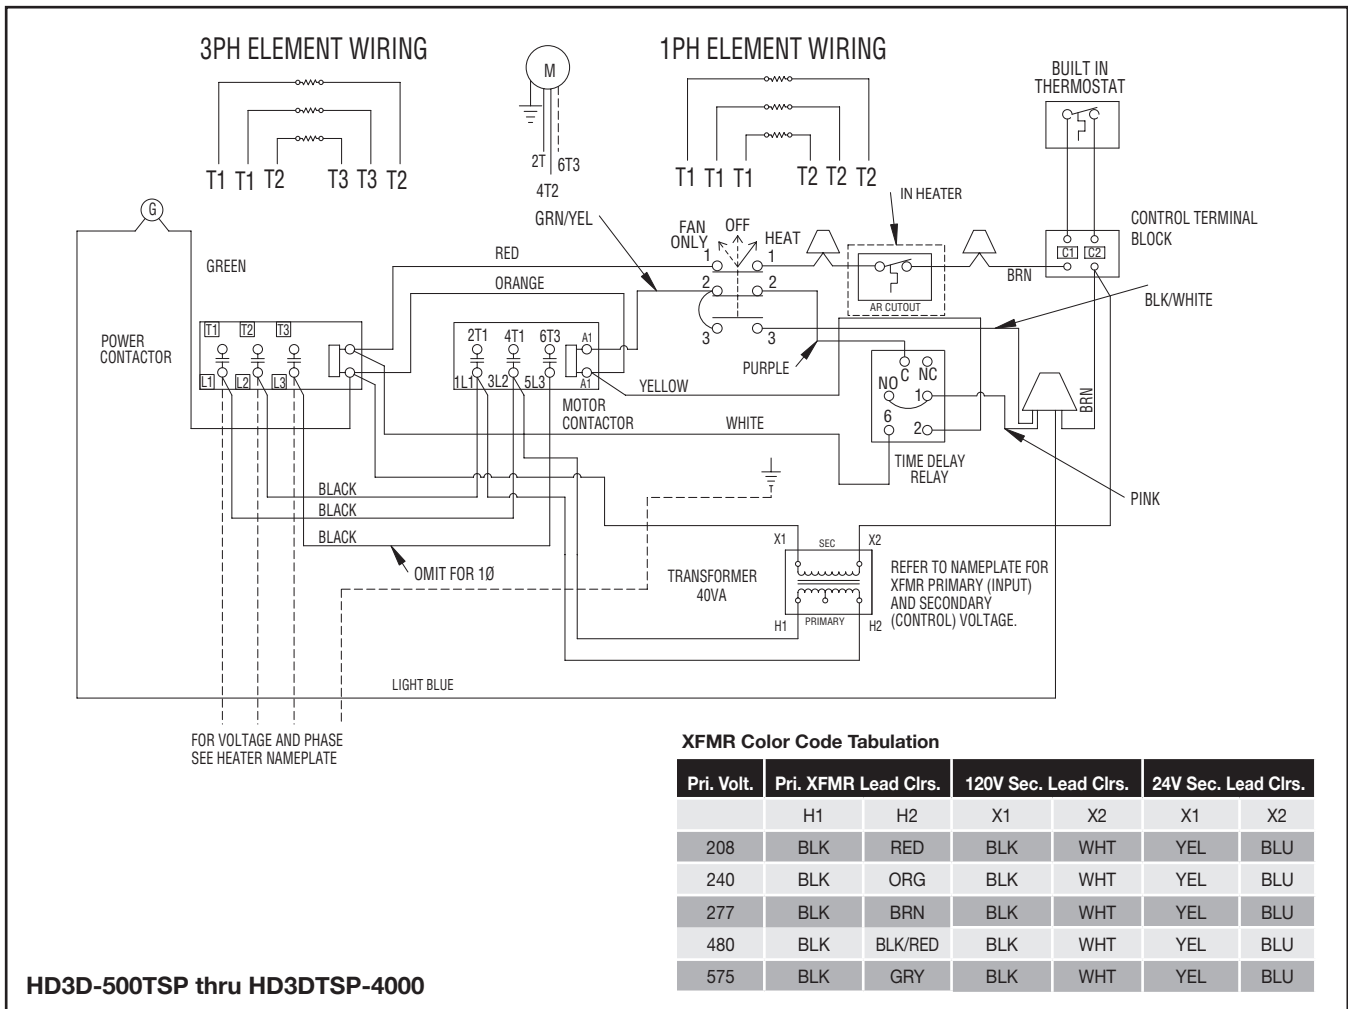 3PH ELEMENT WIRING
1PH ELEMENT WIRING
M
BUILT IN
THERMOSTAT
T1 T1 T2 T3 T3 T2
2T
6T3
4T2
T1 T1 T1 T2 T2 T2
IN HEATER
G
GRN/YEL
FAN
ONLY
OFF
HEAT
CONTROL TERMINAL
BLOCK
GREEN
RED
1
1
C1
C2
BRN
ORANGE
2
2
AR CUTOUT
BLK/WHITE
POWER
CONTACTOR
T1
T2
T3
2T1
4T1
6T3
A1
3
3
PURPLE
L1
L2
L3
1L1
3L2
5L3
A1
YELLOW
C
NC
NO
1
BRN
MOTOR
CONTACTOR
WHITE
6
2
TIME DELAY
RELAY
PINK
BLACK
BLACK
BLACK
OMIT FOR 1Ø
X1
SEC
X2
TRANSFORMER
40VA
REFER TO NAMEPLATE FOR
XFMR PRIMARY (INPUT)
AND SECONDARY
(CONTROL) VOLTAGE.
H1
PRIMARY
H2
LIGHT BLUE
FOR VOLTAGE AND PHASE
SEE HEATER NAMEPLATE
XFMR Color Code Tabulation
Pri. Volt. Pri. XFMR Lead Clrs. 120V Sec. Lead Clrs. 24V Sec. Lead Clrs.
H1 H2 X1 X2 X1 X2
208 BLK RED BLK WHT YEL BLU
240 BLK ORG BLK WHT YEL BLU
277 BLK BRN BLK WHT YEL BLU
480 BLK BLK/RED BLK WHT YEL BLU
575 BLK GRY BLK WHT YEL BLU
HD3D-500TSP thru HD3DTSP-4000